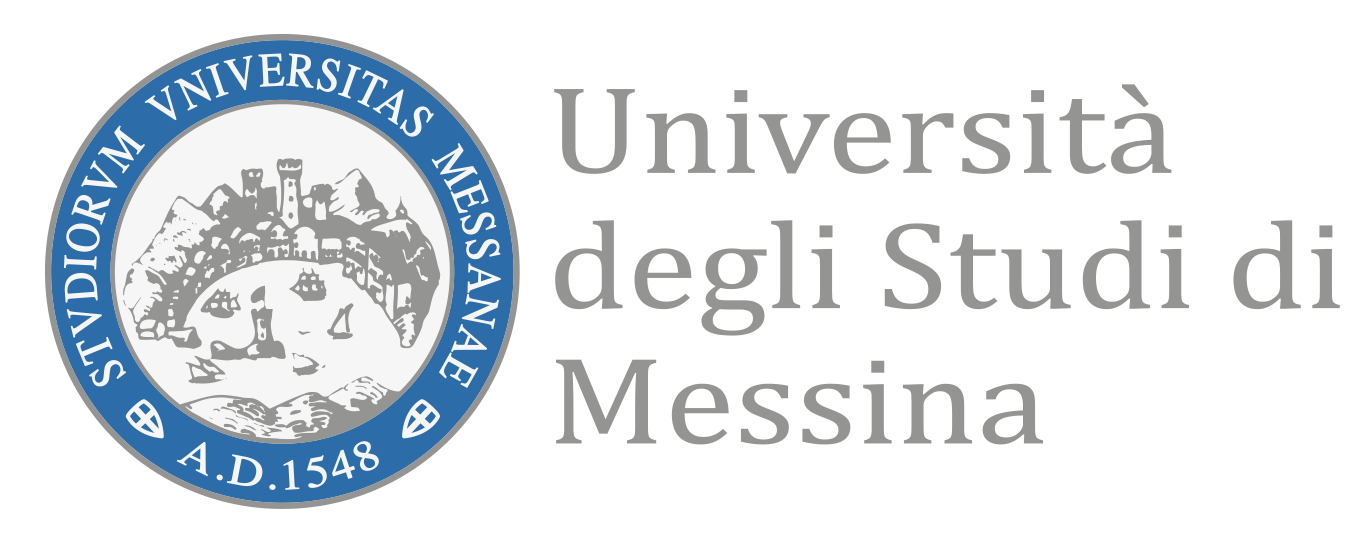 STVDIORVM VNIVERSITAS MESSANAE
A.D.1548
Università
degli Studi di
Messina